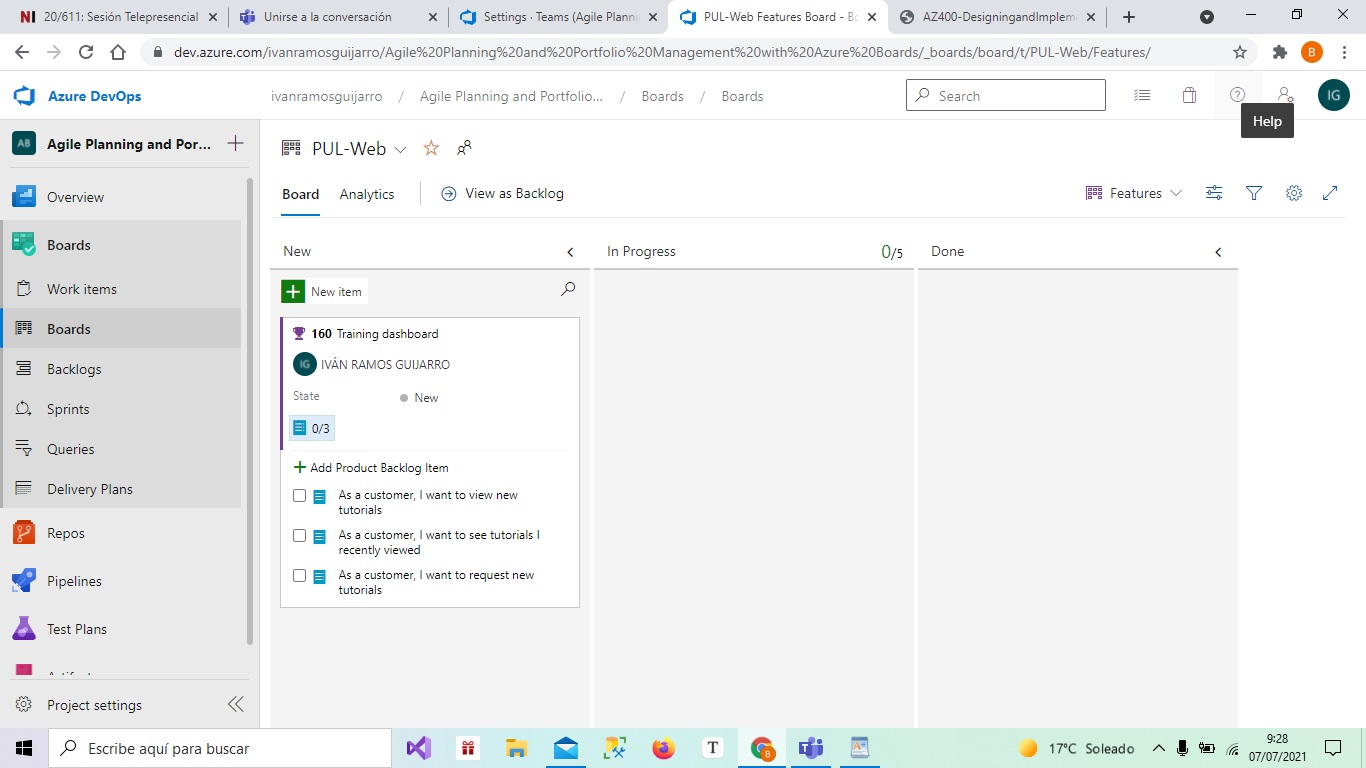 20/611: Sesión Telepresencial
Unirse a la conversación
Settings · Teams (Agile Planni
PUL-Web Features Board - Bo
AZ400-DesigningandImpleme
dev.azure.com/ivanramosguijarro/Agile%20Planning%20and%20Portfolio%20Management%20with%20Azure%20Boards/_boards/board/t/PUL-Web/Features/
B
Azure DevOps
ivanramosguijarro / Agile Planning and Portfolio... / Boards / Boards
Search
IG
Help
AB
Agile Planning and Por...
Overview
Boards
Work items
Boards
Backlogs
Sprints
Queries
Delivery Plans
Repos
Pipelines
Test Plans
Project settings
PUL-Web
Board
Analytics
View as Backlog
Features
New
In Progress
0/5
Done
New item
160 Training dashboard
IG
IVÁN RAMOS GUIJARRO
State
New
0/3
Add Product Backlog Item
As a customer, I want to view new
tutorials
As a customer, I want to see tutorials I
recently viewed
As a customer, I want to request new
tutorials
Escribe aquí para buscar
17°C Soleado
9:28
07/07/2021